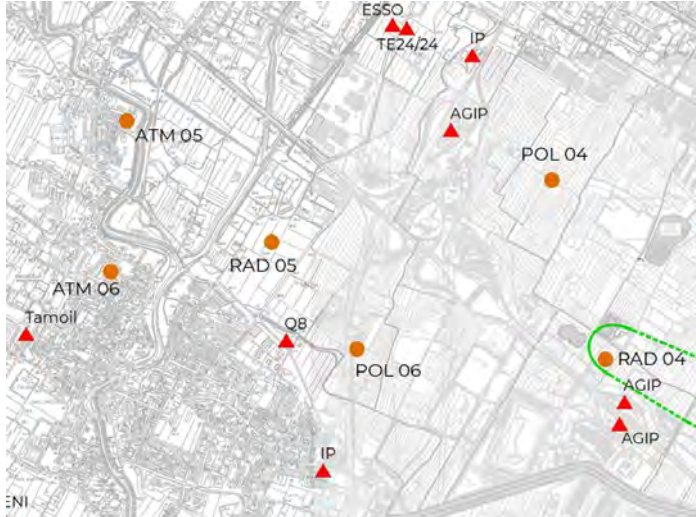 ESSO
TE24/24
IP
AGIP
ATM 05
POL 04
RAD 05
ATM 06
Tamoil
Q8
POL 06
RAD 04
AGIP
AGIP
IP
ENI